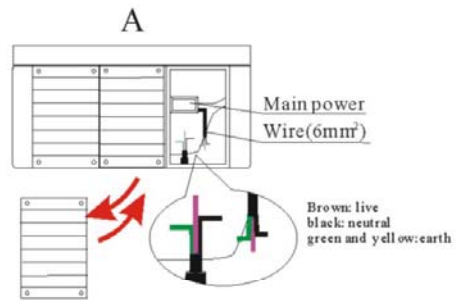 A
Main power
Wire(6mm²)
Brown: live
black: neutral
green and yellow: earth